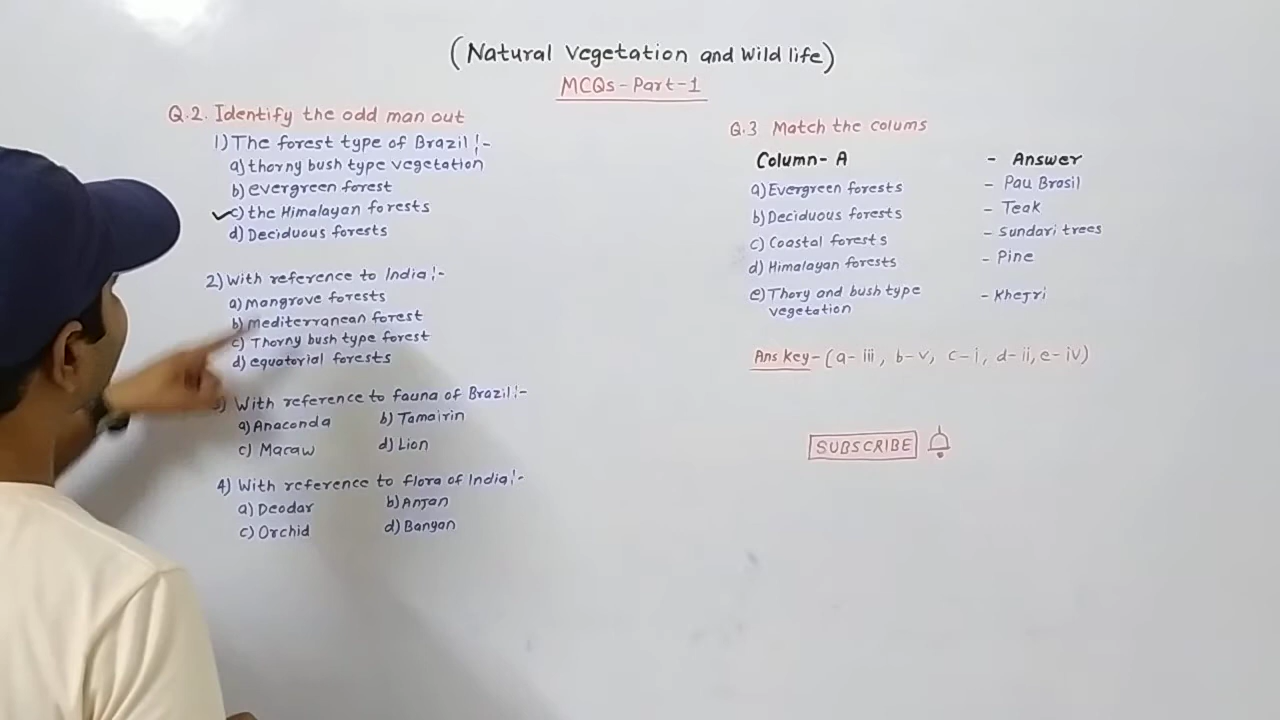 (Natural Vegetation and Wild life)
MCQs-Part-1
Q.2. Identify the odd man out
1) The forest type of Brazil:-
a) thorny bush type vegetation
b) evergreen forest
✓c) the Himalayan forests
d) Deciduous forests
2) With reference to India:-
a) mangrove forests
b) mediterranean forest
c) Thorny bush type forest
d) equatorial forests
3) With reference to fauna of Brazil:-
a) Anaconda b) Tamairin
c) Macaw d) Lion
4) With reference to flora of India:-
a) Deodar b) Anjan
c) Orchid d) Banyan
Q.3 Match the colums
Column-A - Answer
a) Evergreen forests - Pau Brasil
b) Deciduous forests - Teak
c) Coastal forests - Sundari trees
d) Himalayan forests - Pine
e) Thory and bush type - Khejri
vegetation
Ans Key-(a-iii, b-v, c-i, d-ii, e-iv)
SUBSCRIBE